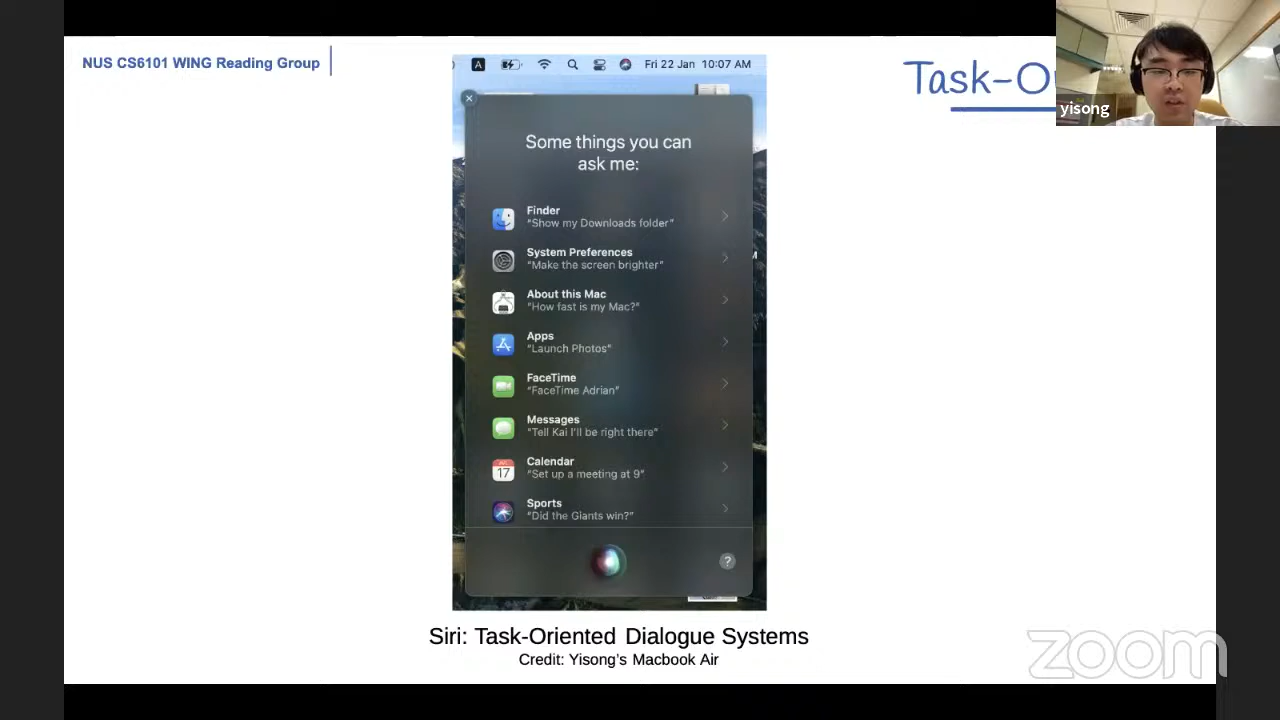 NUS CS6101 WING Reading Group
Task-O
yisong
A
Fri 22 Jan 10:07 AM
Some things you can
ask me:
Finder
“Show my Downloads folder”
System Preferences
“Make the screen brighter”
About this Mac
“How fast is my Mac?”
Apps
“Launch Photos”
FaceTime
“FaceTime Adrian”
Messages
“Tell Kai I'll be right there”
Calendar
17
“Set up a meeting at 9”
Sports
“Did the Giants win?”
?
Siri: Task-Oriented Dialogue Systems
Credit: Yisong's Macbook Air
zoom